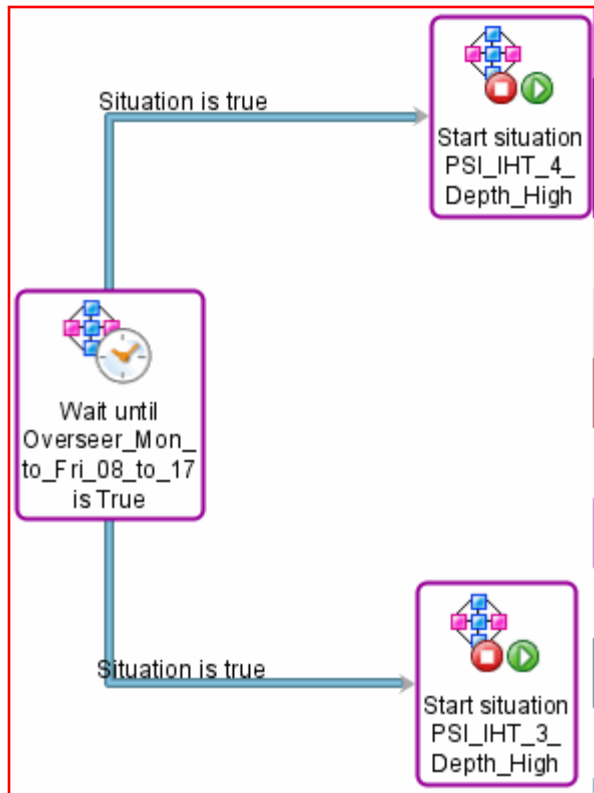 Situation is true
Start situation
PSI_IHT_4_
Depth_High
Wait until
Overseer_Mon_
to_Fri_08_to_17
is True
Situation is true
Start situation
PSI_IHT_3_
Depth_High